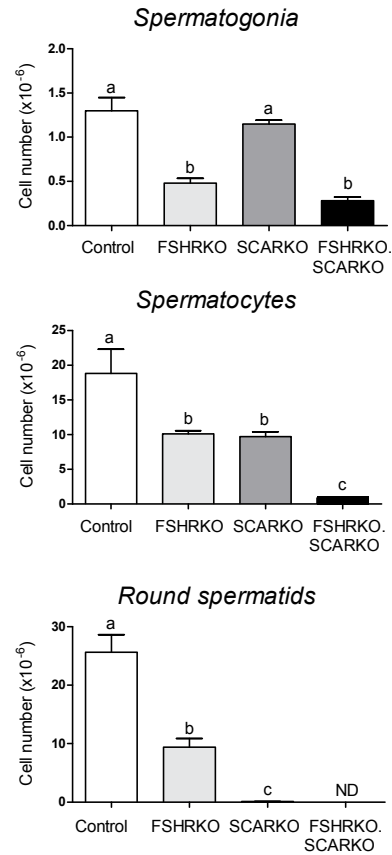 Spermatogonia
Cell number (x10-6)
2.0
1.5
1.0
0.5
0.0
a
b
a
b
Control
FSHRKO
SCARKO
FSHRKO.
SCARKO
Spermatocytes
Cell number (x10-6)
25
20
15
10
5
0
a
b
b
c
Control
FSHRKO
SCARKO
FSHRKO.
SCARKO
Round spermatids
Cell number (x10-6)
30
20
10
0
a
b
c
ND
Control
FSHRKO
SCARKO
FSHRKO.
SCARKO